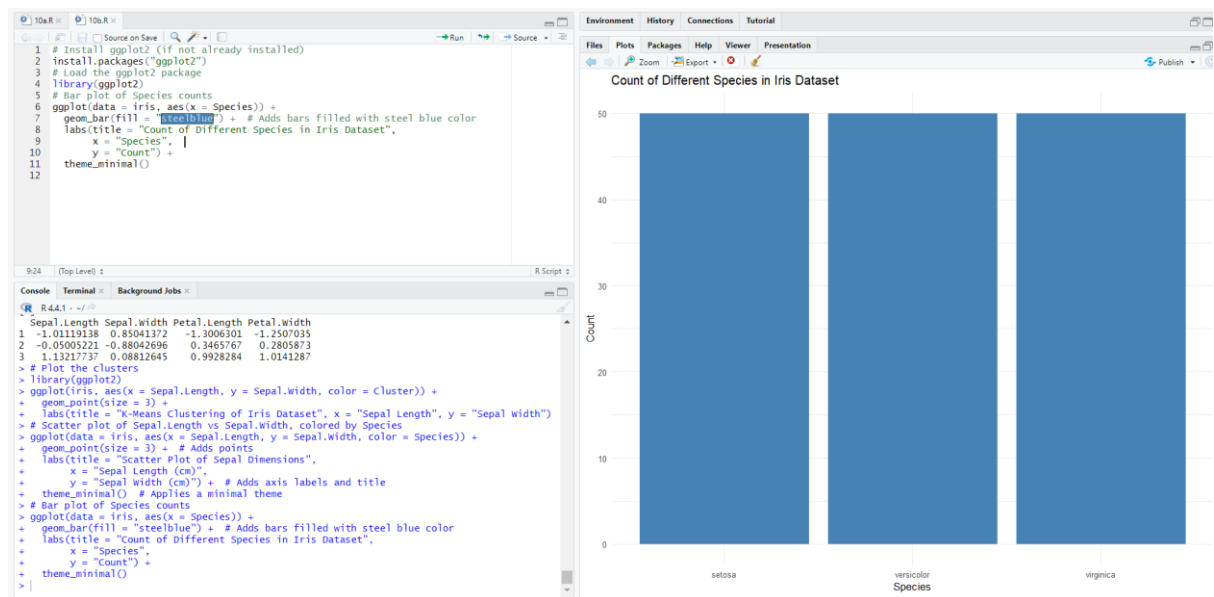 10a.R × 10b.R ×
Source on Save Run Source
1 # Install ggplot2 (if not already installed)
2 install.packages("ggplot2")
3 # Load the ggplot2 package
4 library(ggplot2)
5 # Bar plot of Species counts
6 ggplot(data = iris, aes(x = Species)) +
7 geom_bar(fill = "steelblue") + # Adds bars filled with steel blue color
8 labs(title = "Count of Different Species in Iris Dataset",
9 x = "Species",
10 y = "Count") +
11 theme_minimal()
12
9:24 (Top Level) R Script
Console Terminal × Background Jobs ×
R 4.4.1 · ~/
Sepal.Length Sepal.Width Petal.Length Petal.Width
1 -1.01119138 0.85041372 -1.3006301 -1.2507035
2 -0.05005221 -0.88042696 0.3465767 0.2805873
3 1.13217737 0.08812645 0.9928284 1.0141287
> # Plot the clusters
> library(ggplot2)
> ggplot(iris, aes(x = Sepal.Length, y = Sepal.Width, color = Cluster)) +
+ geom_point(size = 3) +
+ labs(title = "K-Means Clustering of Iris Dataset", x = "Sepal Length", y = "Sepal Width")
> # Scatter plot of Sepal.Length vs Sepal.Width, colored by Species
> ggplot(data = iris, aes(x = Sepal.Length, y = Sepal.Width, color = Species)) +
+ geom_point(size = 3) + # Adds points
+ labs(title = "Scatter Plot of Sepal Dimensions",
+ x = "Sepal Length (cm)",
+ y = "Sepal Width (cm)") + # Adds axis labels and title
+ theme_minimal() # Applies a minimal theme
> # Bar plot of Species counts
> ggplot(data = iris, aes(x = Species)) +
+ geom_bar(fill = "steelblue") + # Adds bars filled with steel blue color
+ labs(title = "Count of Different Species in Iris Dataset",
+ x = "Species",
+ y = "Count") +
+ theme_minimal()
>
Environment History Connections Tutorial
Files Plots Packages Help Viewer Presentation
Zoom Export Publish
Count of Different Species in Iris Dataset
50
40
30
Count
20
10
0
setosa versicolor virginica
Species